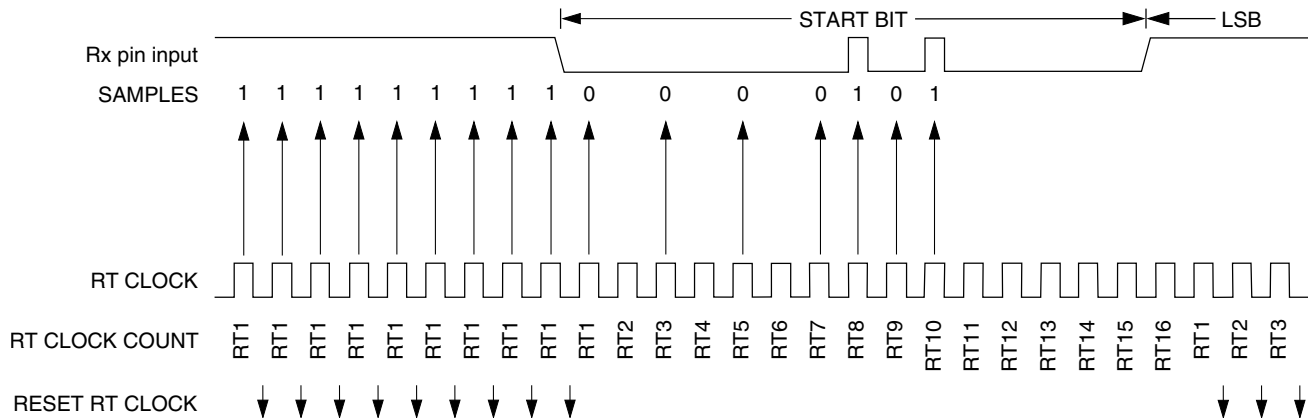 START BIT LSB
Rx pin input
SAMPLES 1 1 1 1 1 1 1 1 1 0 0 0 0 1 0 1
RT CLOCK
RT CLOCK COUNT RT1 RT1 RT1 RT1 RT1 RT1 RT1 RT1 RT1 RT1 RT2 RT3 RT4 RT5 RT6 RT7 RT8 RT9 RT10 RT11 RT12 RT13 RT14 RT15 RT16 RT1 RT2 RT3
RESET RT CLOCK